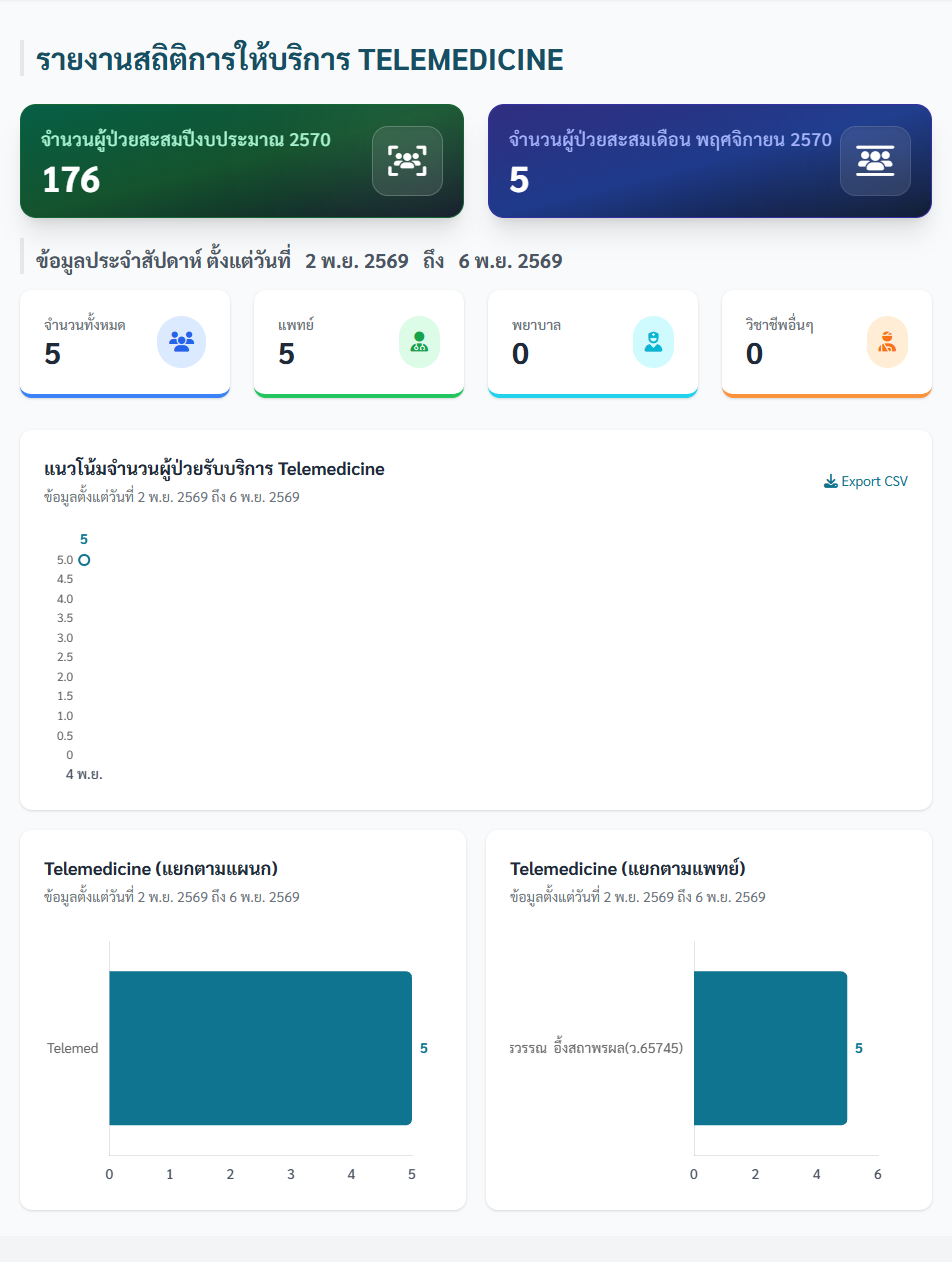 รายงานสถิติการให้บริการ TELEMEDICINE
จำนวนผู้ป่วยสะสมปีงบประมาณ 2570
176
จำนวนผู้ป่วยสะสมเดือน พฤศจิกายน 2570
5
ข้อมูลประจำสัปดาห์ ตั้งแต่วันที่ 2 พ.ย. 2569 ถึง 6 พ.ย. 2569
จำนวนทั้งหมด
5
แพทย์
5
พยาบาล
0
วิชาชีพอื่นๆ
0
แนวโน้มจำนวนผู้ป่วยรับบริการ Telemedicine
ข้อมูลตั้งแต่วันที่ 2 พ.ย. 2569 ถึง 6 พ.ย. 2569
Export CSV
5
5.0
4.5
4.0
3.5
3.0
2.5
2.0
1.5
1.0
0.5
0
4 พ.ย.
Telemedicine (แยกตามแผนก)
ข้อมูลตั้งแต่วันที่ 2 พ.ย. 2569 ถึง 6 พ.ย. 2569
Telemed
5
0 1 2 3 4 5
Telemedicine (แยกตามแพทย์)
ข้อมูลตั้งแต่วันที่ 2 พ.ย. 2569 ถึง 6 พ.ย. 2569
รวรรณ อึ้งสถาพรผล(ว.65745)
5
0 2 4 6